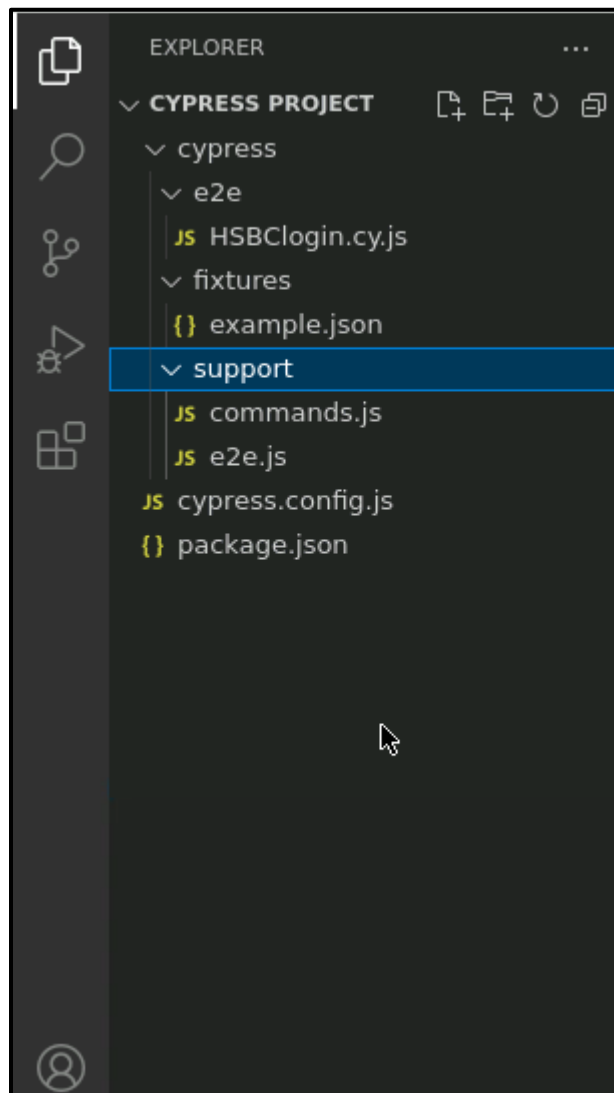 EXPLORER ...
CYPRESS PROJECT
cypress
e2e
JS HSBClogin.cy.js
fixtures
{} example.json
support
JS commands.js
JS e2e.js
JS cypress.config.js
{} package.json